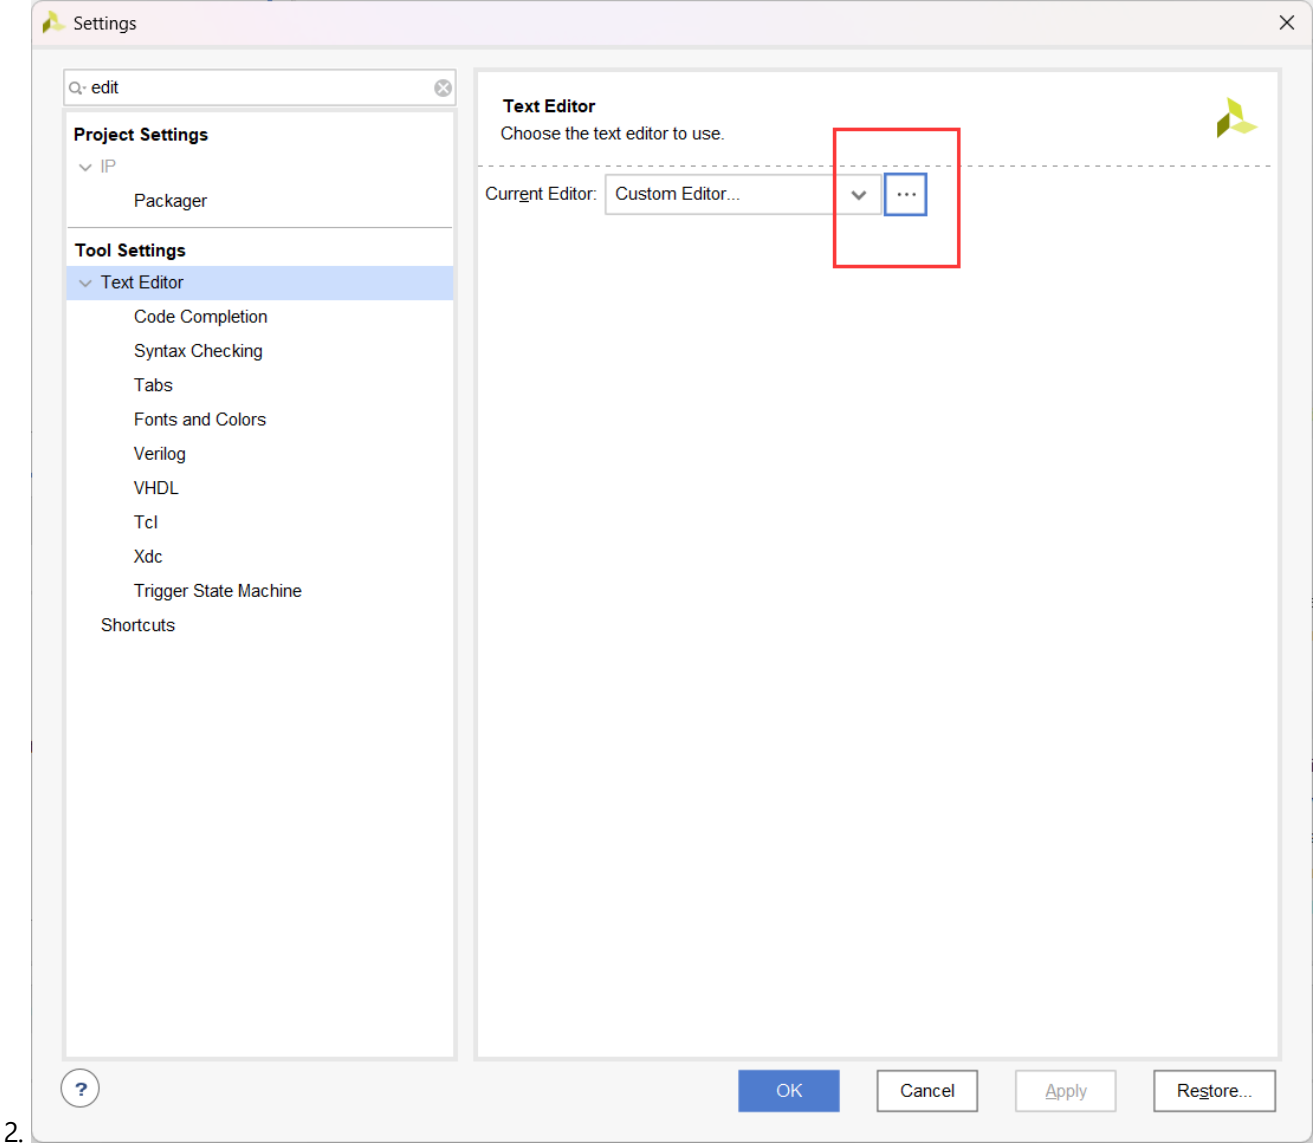 Settings
edit
Project Settings
IP
Packager
Tool Settings
Text Editor
Code Completion
Syntax Checking
Tabs
Fonts and Colors
Verilog
VHDL
Tcl
Xdc
Trigger State Machine
Shortcuts
Text Editor
Choose the text editor to use.
Current Editor: Custom Editor... ...
? OK Cancel Apply Restore...
2.